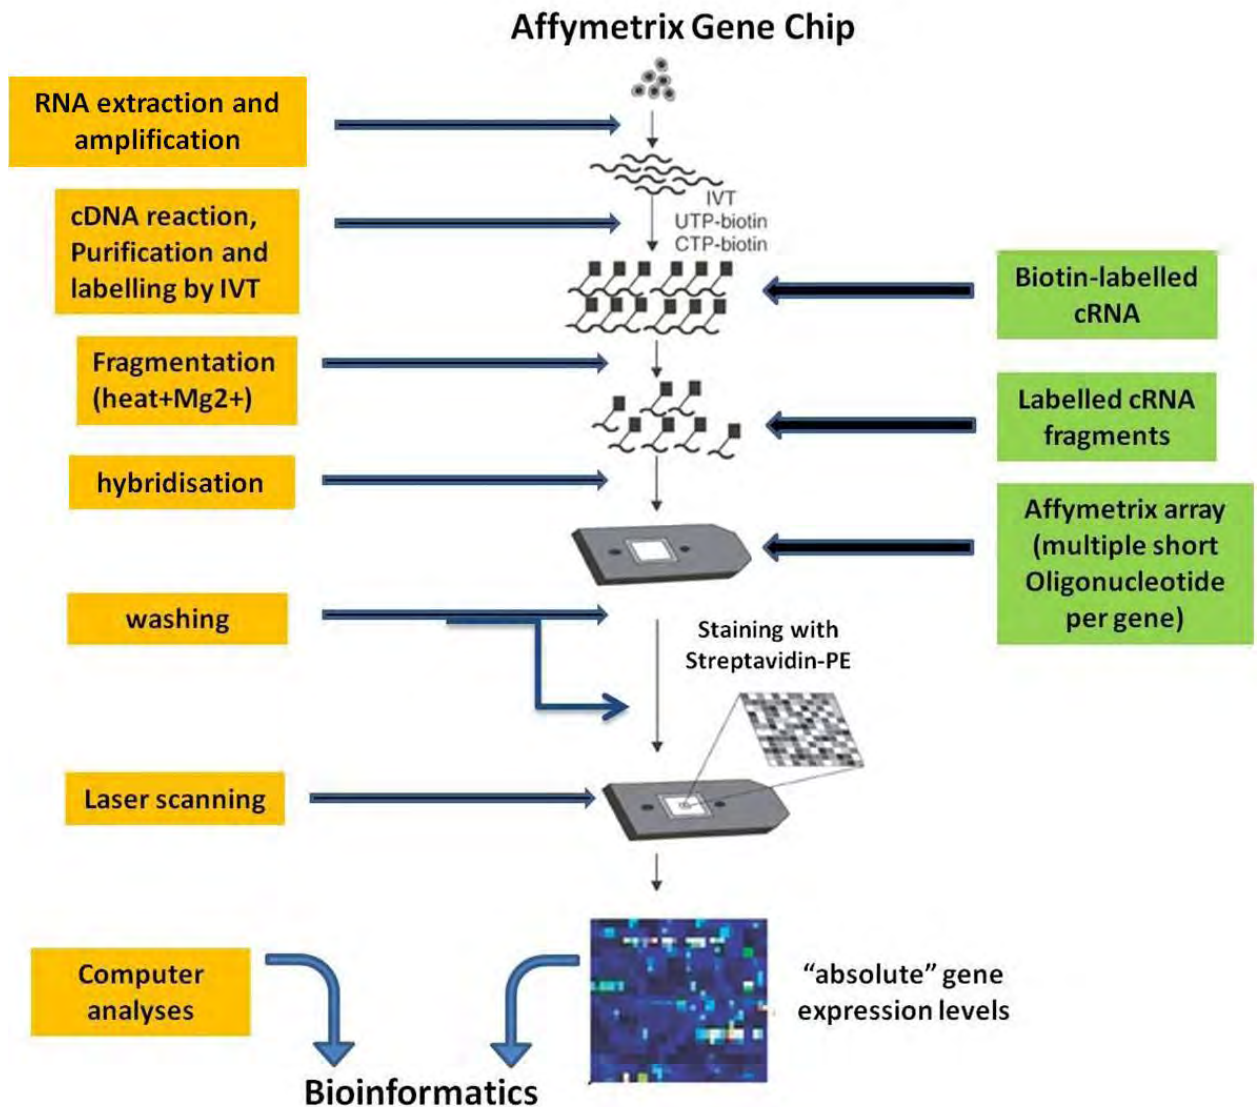 Affymetrix Gene Chip
RNA extraction and
amplification
cDNA reaction,
Purification and
labelling by IVT
IVT
UTP-biotin
CTP-biotin
Biotin-labelled
cRNA
Fragmentation
(heat+Mg2+)
Labelled cRNA
fragments
hybridisation
Affymetrix array
(multiple short
Oligonucleotide
per gene)
washing
Staining with
Streptavidin-PE
Laser scanning
Computer
analyses
"absolute" gene
expression levels
Bioinformatics